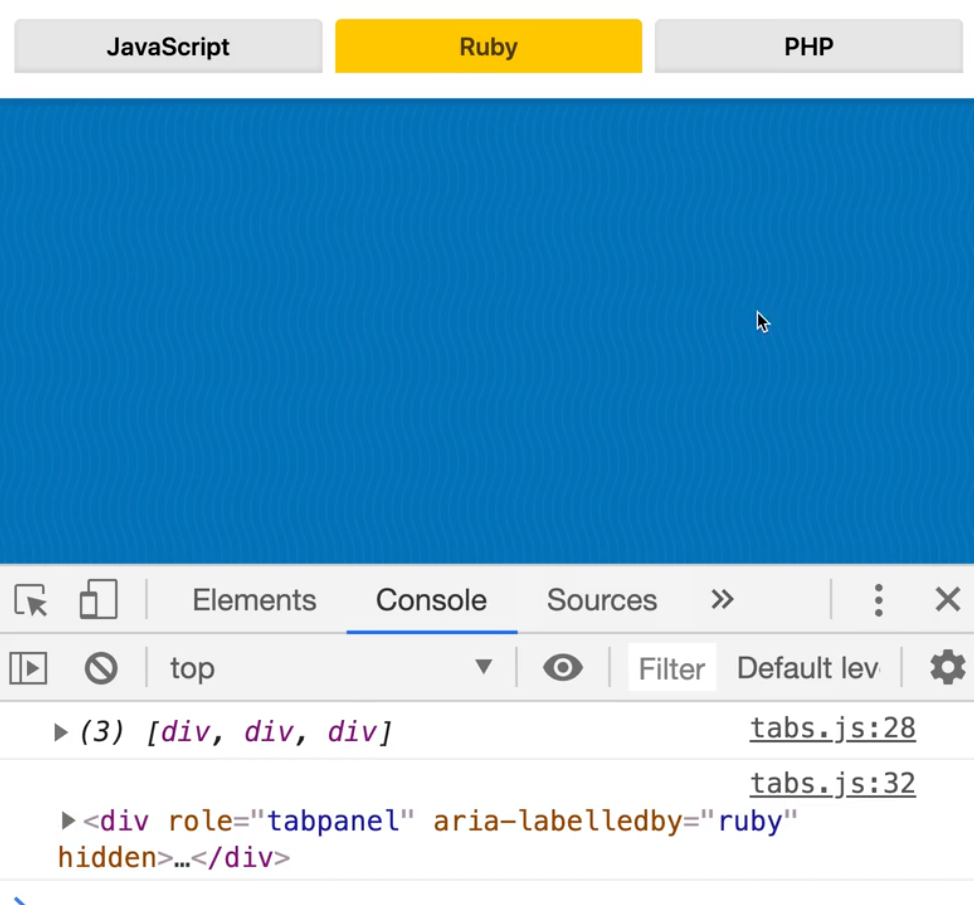 JavaScript Ruby PHP
Elements Console Sources »
top ▼ Filter Default lev
▶ (3) [div, div, div] tabs.js:28
tabs.js:32
▶<div role="tabpanel" aria-labelledby="ruby"
hidden>…</div>